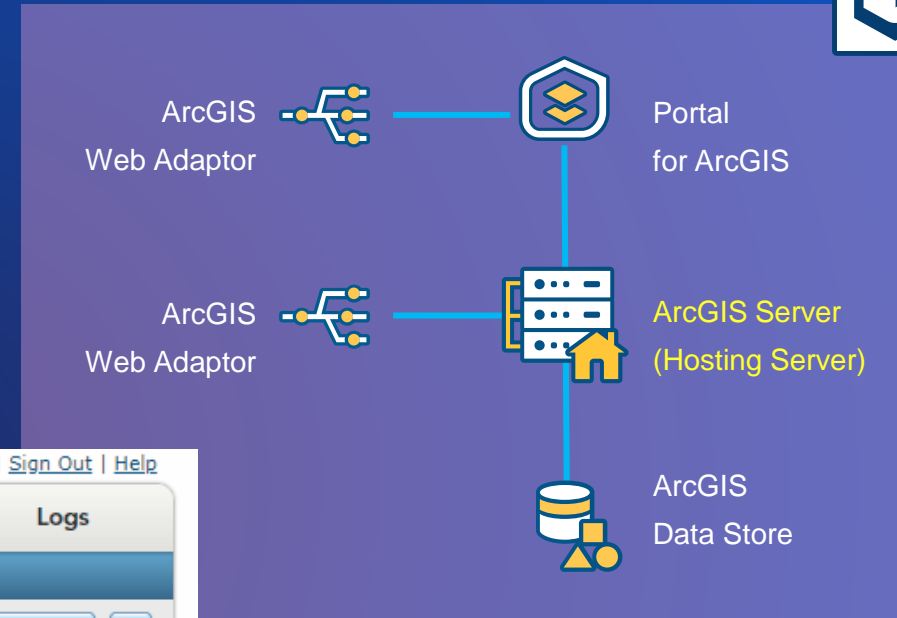 ArcGIS
Web Adaptor
Portal
for ArcGIS
ArcGIS
Web Adaptor
ArcGIS Server
(Hosting Server)
Sign Out | Help
Logs
ArcGIS
Data Store